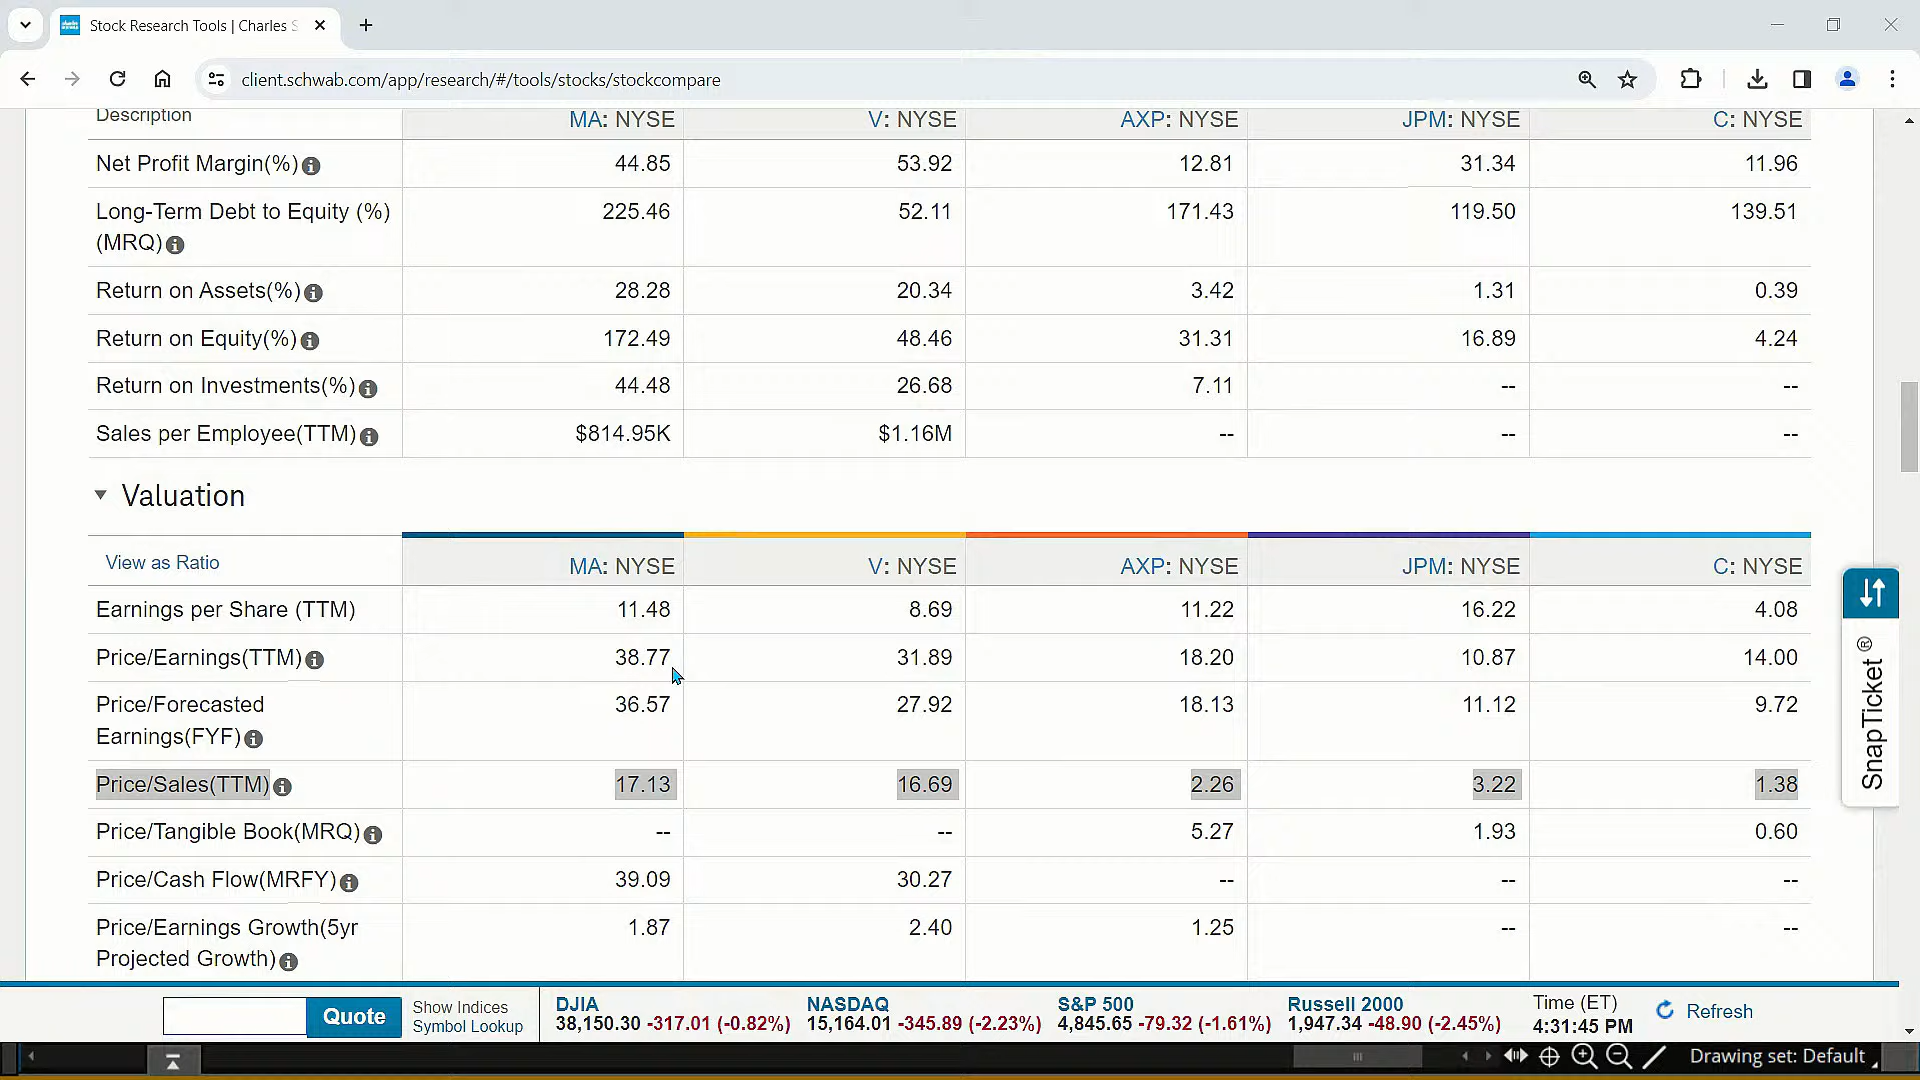 Stock Research Tools | Charles S
client.schwab.com/app/research/#/tools/stocks/stockcompare
Description MA: NYSE V: NYSE AXP: NYSE JPM: NYSE C: NYSE
Net Profit Margin(%) 44.85 53.92 12.81 31.34 11.96
Long-Term Debt to Equity (%) 225.46 52.11 171.43 119.50 139.51
(MRQ)
Return on Assets(%) 28.28 20.34 3.42 1.31 0.39
Return on Equity(%) 172.49 48.46 31.31 16.89 4.24
Return on Investments(%) 44.48 26.68 7.11 -- --
Sales per Employee(TTM) $814.95K $1.16M -- -- --
Valuation
View as Ratio MA: NYSE V: NYSE AXP: NYSE JPM: NYSE C: NYSE
Earnings per Share (TTM) 11.48 8.69 11.22 16.22 4.08
Price/Earnings(TTM) 38.77 31.89 18.20 10.87 14.00
Price/Forecasted 36.57 27.92 18.13 11.12 9.72
Earnings(FYF)
Price/Sales(TTM) 17.13 16.69 2.26 3.22 1.38
Price/Tangible Book(MRQ) -- -- 5.27 1.93 0.60
Price/Cash Flow(MRFY) 39.09 30.27 -- -- --
Price/Earnings Growth(5yr 1.87 2.40 1.25 -- --
Projected Growth)
SnapTicket®
Quote
Show Indices
Symbol Lookup
DJIA
38,150.30 -317.01 (-0.82%)
NASDAQ
15,164.01 -345.89 (-2.23%)
S&P 500
4,845.65 -79.32 (-1.61%)
Russell 2000
1,947.34 -48.90 (-2.45%)
Time (ET)
4:31:45 PM
Refresh
Drawing set: Default